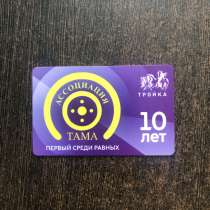 АССОЦИАЦИЯ
ТАМА
ПЕРВЫЙ СРЕДИ РАВНЫХ
ТРОЙКА
10
лет